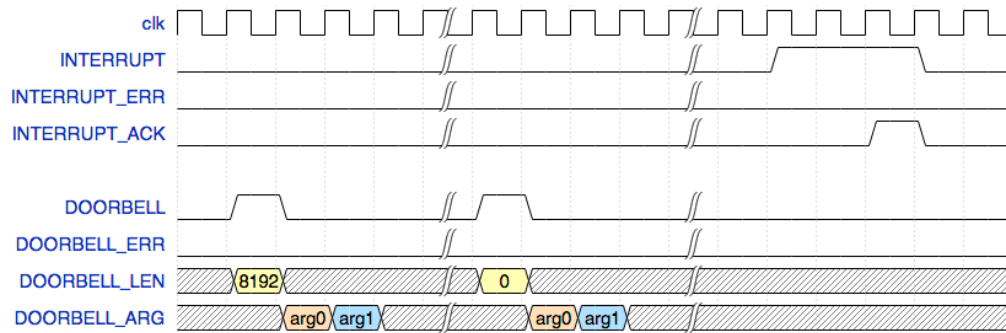 clk
INTERRUPT
INTERRUPT_ERR
INTERRUPT_ACK
DOORBELL
DOORBELL_ERR
DOORBELL_LEN 8192 0
DOORBELL_ARG arg0 arg1 arg0 arg1